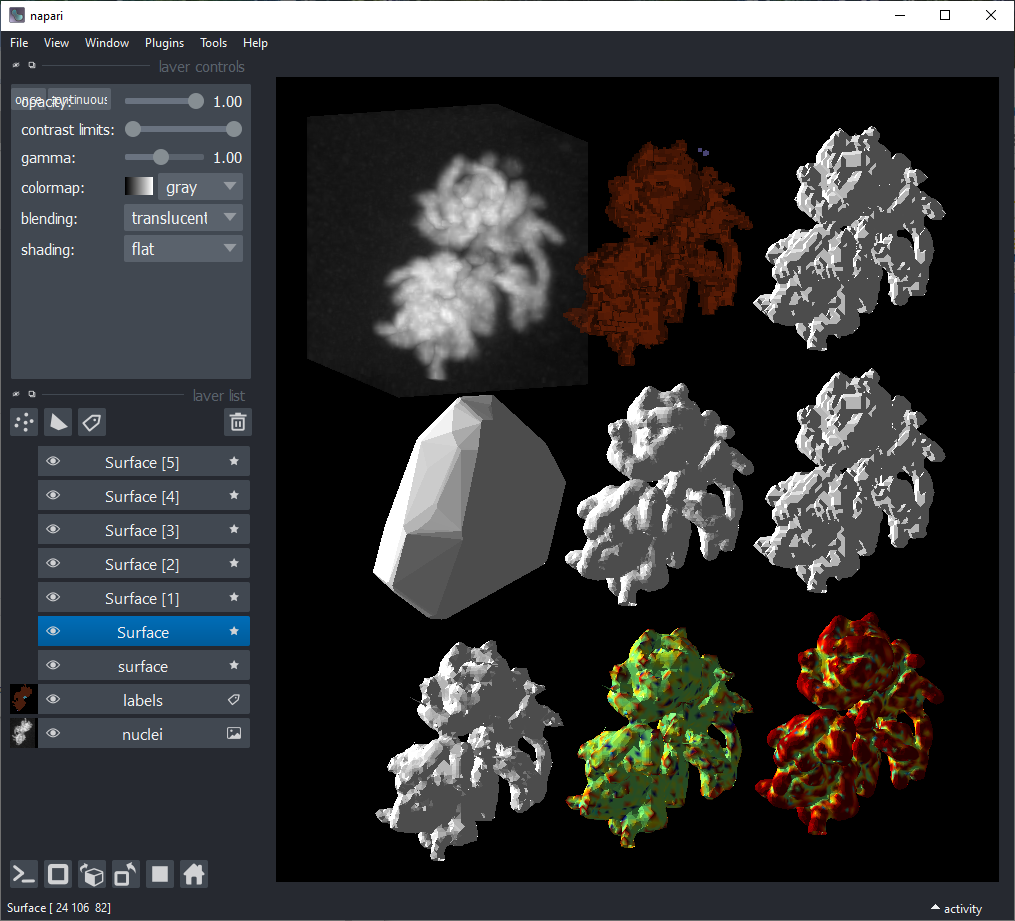 napari
File View Window Plugins Tools Help
layer controls
once continuous
opacity: 1.00
contrast limits:
gamma: 1.00
colormap: gray
blending: translucent
shading: flat
layer list
Surface [5]
Surface [4]
Surface [3]
Surface [2]
Surface [1]
Surface
surface
labels
nuclei
Surface [ 24 106 82]
activity